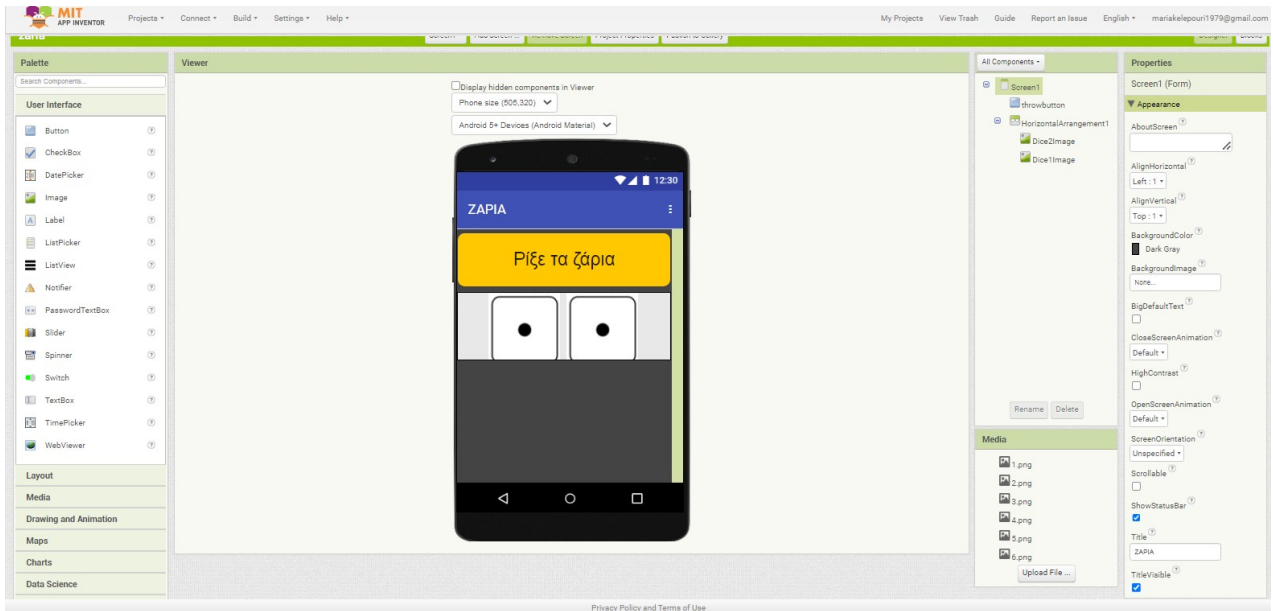 MIT
APP INVENTOR
Projects
Connect
Build
Settings
Help
My Projects
View Trash
Guide
Report an Issue
English
mariakelepouri1979@gmail.com
Palette
Search Components...
User Interface
Button
CheckBox
DatePicker
Image
Label
ListPicker
ListView
Notifier
PasswordTextBox
Slider
Spinner
Switch
TextBox
TimePicker
WebViewer
Layout
Media
Drawing and Animation
Maps
Charts
Data Science
Viewer
Display hidden components in Viewer
Phone size (505,320)
Android 5+ Devices (Android Material)
12:30
ZAPIA
Ρίξε τα ζάρια
All Components
Screen1
throwbutton
HorizontalArrangement1
Dice2Image
Dice1Image
Rename Delete
Media
1.png
2.png
3.png
4.png
5.png
6.png
Upload File ...
Properties
Screen1 (Form)
Appearance
AboutScreen
AlignHorizontal
Left : 1
AlignVertical
Top : 1
BackgroundColor
Dark Gray
BackgroundImage
None...
BigDefaultText
CloseScreenAnimation
Default
HighContrast
OpenScreenAnimation
Default
ScreenOrientation
Unspecified
Scrollable
ShowStatusBar
Title
ZAPIA
TitleVisible
Privacy Policy and Terms of Use